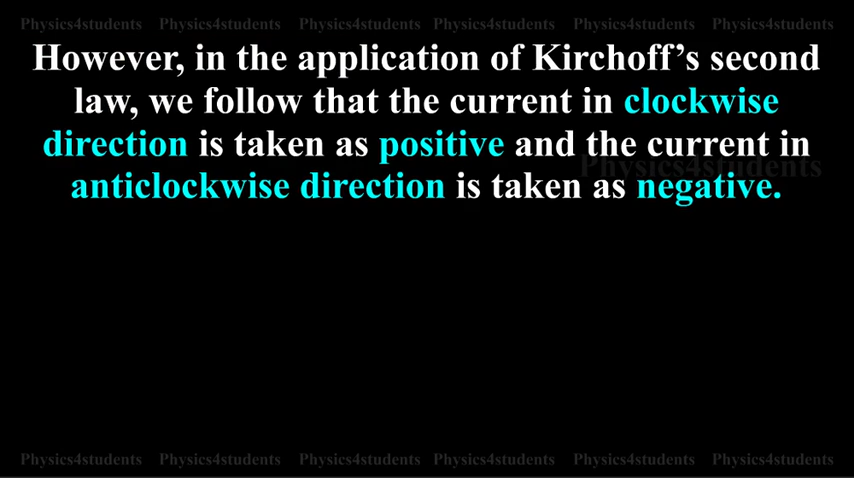 Physics4students Physics4students Physics4students Physics4students Physics4students Physics4students
However, in the application of Kirchoff’s second
law, we follow that the current in clockwise
direction is taken as positive and the current in
Physics4students
anticlockwise direction is taken as negative.
Physics4students Physics4students Physics4students Physics4students Physics4students Physics4students